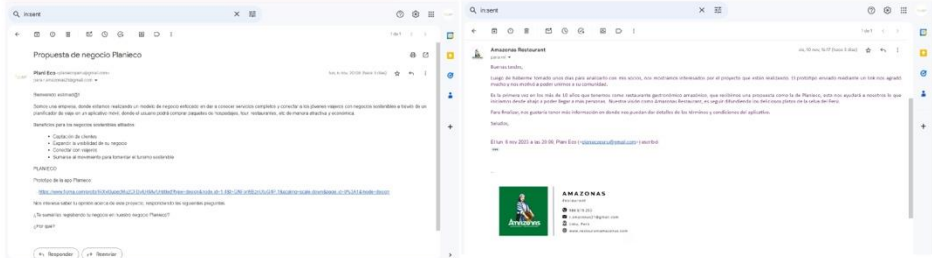 in:sent
Propuesta de negocio Planieco
Plani Eco
Bienvenido estimad@!
Somos una empresa, donde estamos realizando un modelo de negocio enfocado en dar a conocer servicios completos y conectar a los jóvenes viajeros con negocios sostenibles a través de un
planificador de viaje en un aplicativo móvil, donde el usuario podrá comprar paquetes de hospedajes, tour, restaurantes, etc de manera atractiva y económica.
Beneficios para los negocios sostenibles afiliados
Captación de clientes
Expandir la visibilidad de su negocio
Conectar con viajeros
Sumarse al movimiento para fomentar el turismo sostenible
PLANIECO
Prototipo de la app Planieco
Nos interesa saber tu opinión acerca de este proyecto, respondiendo las siguientes preguntas:
¿Te sumarías registrando tu negocio en nuestro negocio Planieco?
¿Por qué?
Responder
Reenviar
in:sent
Amazonas Restaurant
Buenas tardes,
Luego de haberme tomado unos días para analizarlo con mis socios, nos mostramos interesados por el proyecto que están realizando. El prototipo enviado mediante un link nos agradó
mucho y nos motivó a poder unirnos a su comunidad.
Es la primera vez en los más de 10 años que tenemos como restaurante gastronómico amazónico, que recibimos una propuesta como la de Planieco, esto nos ayudará a nosotros lo que
iniciamos desde abajo a poder llegar a más personas. Nuestra visión como Amazonas Restaurant, es seguir difundiendo los deliciosos platos de la selva del Perú.
Para finalizar, nos gustaría tener más información en donde nos puedan dar detalles de los términos y condiciones del aplicativo.
Saludos,
AMAZONAS
Restaurant
Lima, Perú
AMAZONAS